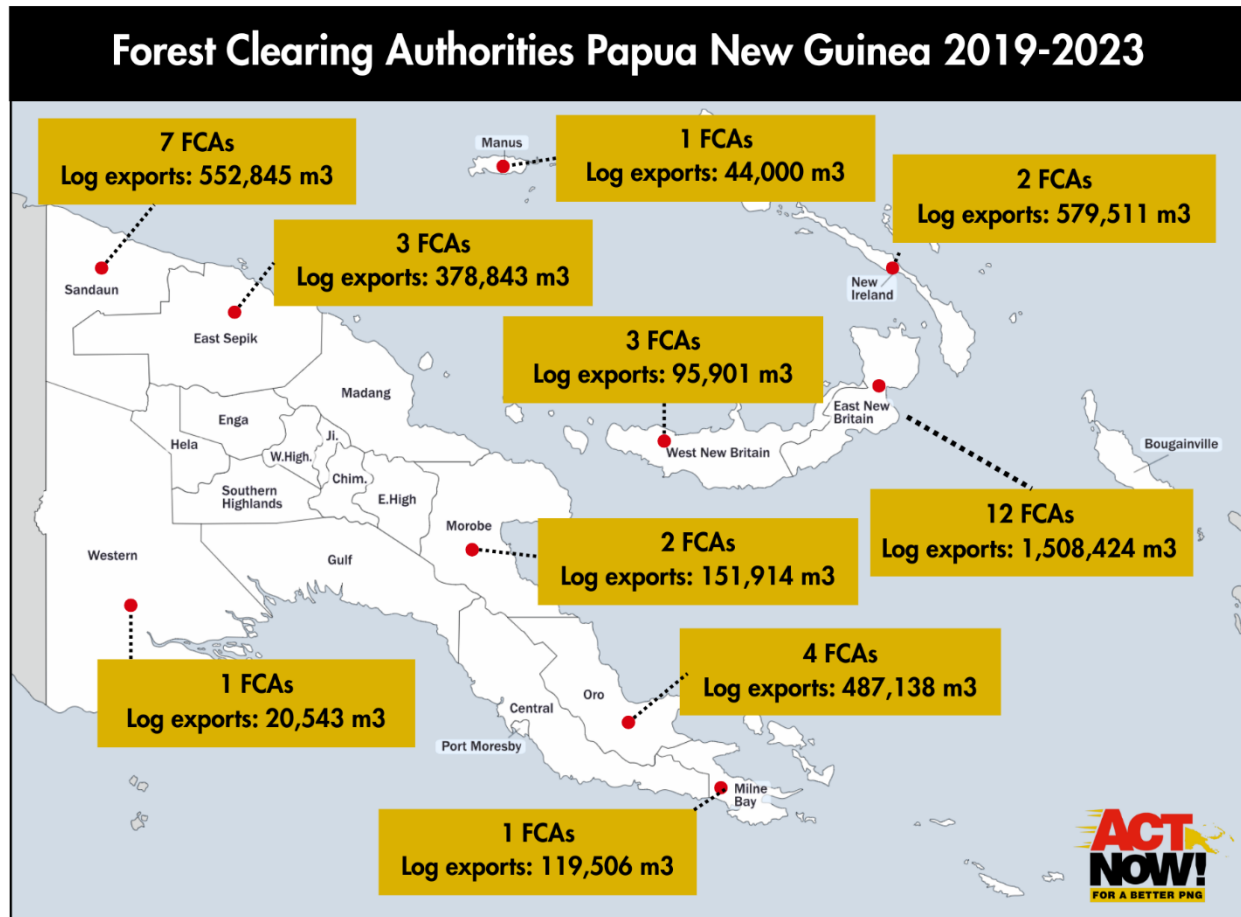 Forest Clearing Authorities Papua New Guinea 2019-2023
7 FCAs
Log exports: 552,845 m3
Manus
1 FCAs
Log exports: 44,000 m3
2 FCAs
Log exports: 579,511 m3
3 FCAs
Log exports: 378,843 m3
Sandaun
New
Ireland
East Sepik
3 FCAs
Log exports: 95,901 m3
Madang
Enga
East New
Britain
Ji.
Hela
W.High.
West New Britain
Bougainville
Chim.
Southern
Highlands
E.High
12 FCAs
Log exports: 1,508,424 m3
Morobe
2 FCAs
Log exports: 151,914 m3
Western
Gulf
4 FCAs
Log exports: 487,138 m3
1 FCAs
Log exports: 20,543 m3
Oro
Central
Port Moresby
Milne
Bay
1 FCAs
Log exports: 119,506 m3
ACT
NOW!
FOR A BETTER PNG